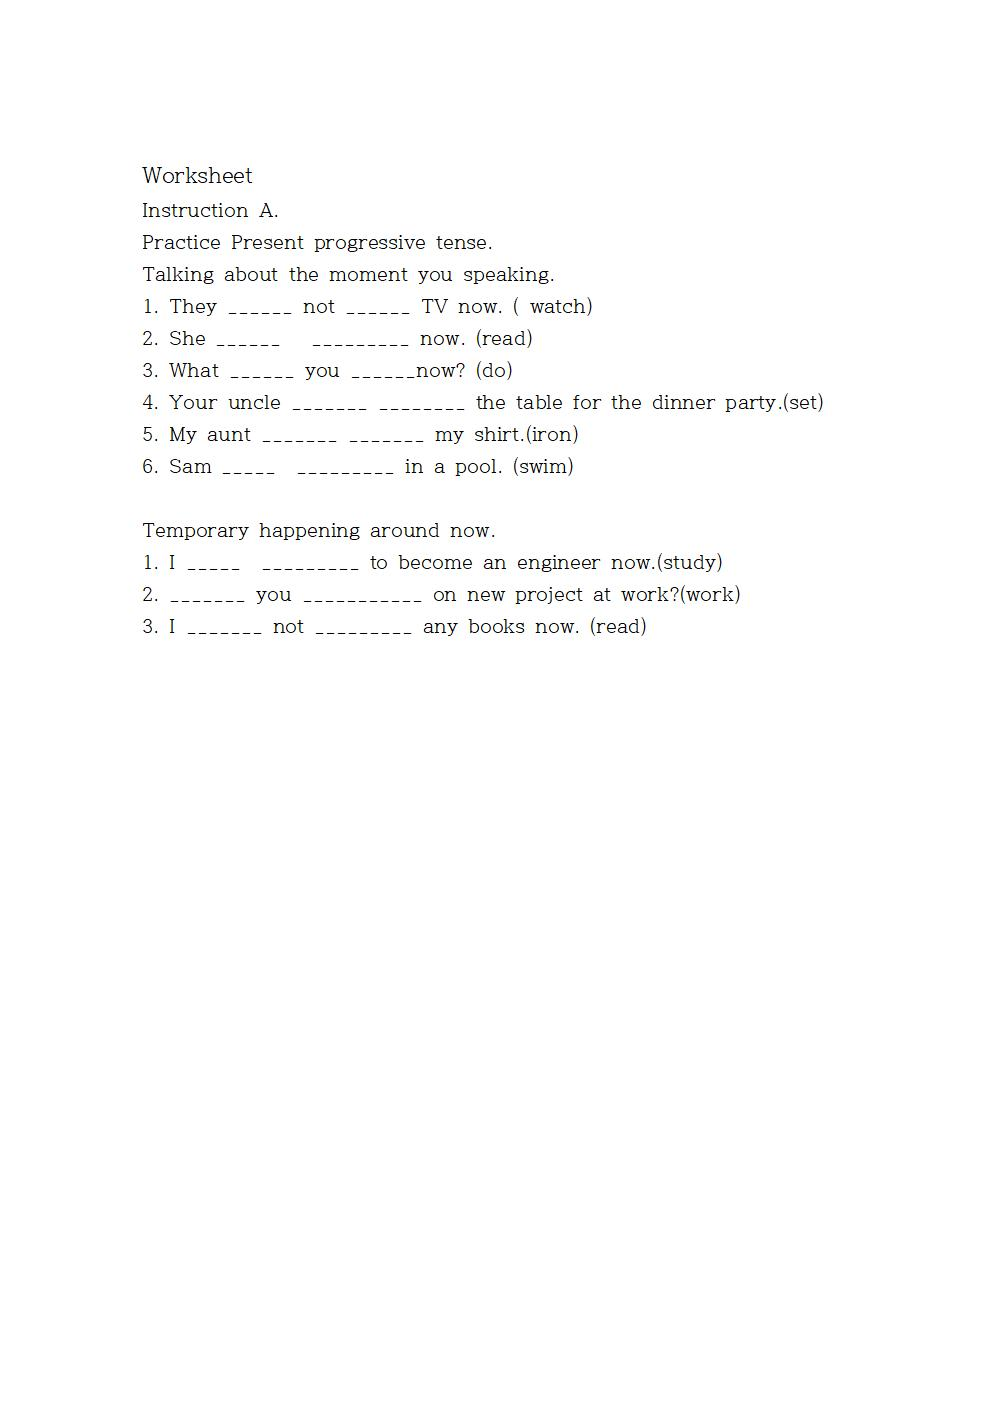 Worksheet
Instruction A.
Practice Present progressive tense.
Talking about the moment you speaking.
1. They ______ not ______ TV now. ( watch)
2. She ______ _________ now. (read)
3. What ______ you ______now? (do)
4. Your uncle _______ ________ the table for the dinner party.(set)
5. My aunt _______ _______ my shirt.(iron)
6. Sam _____ _________ in a pool. (swim)
Temporary happening around now.
1. I _____ _________ to become an engineer now.(study)
2. _______ you ___________ on new project at work?(work)
3. I _______ not _________ any books now. (read)